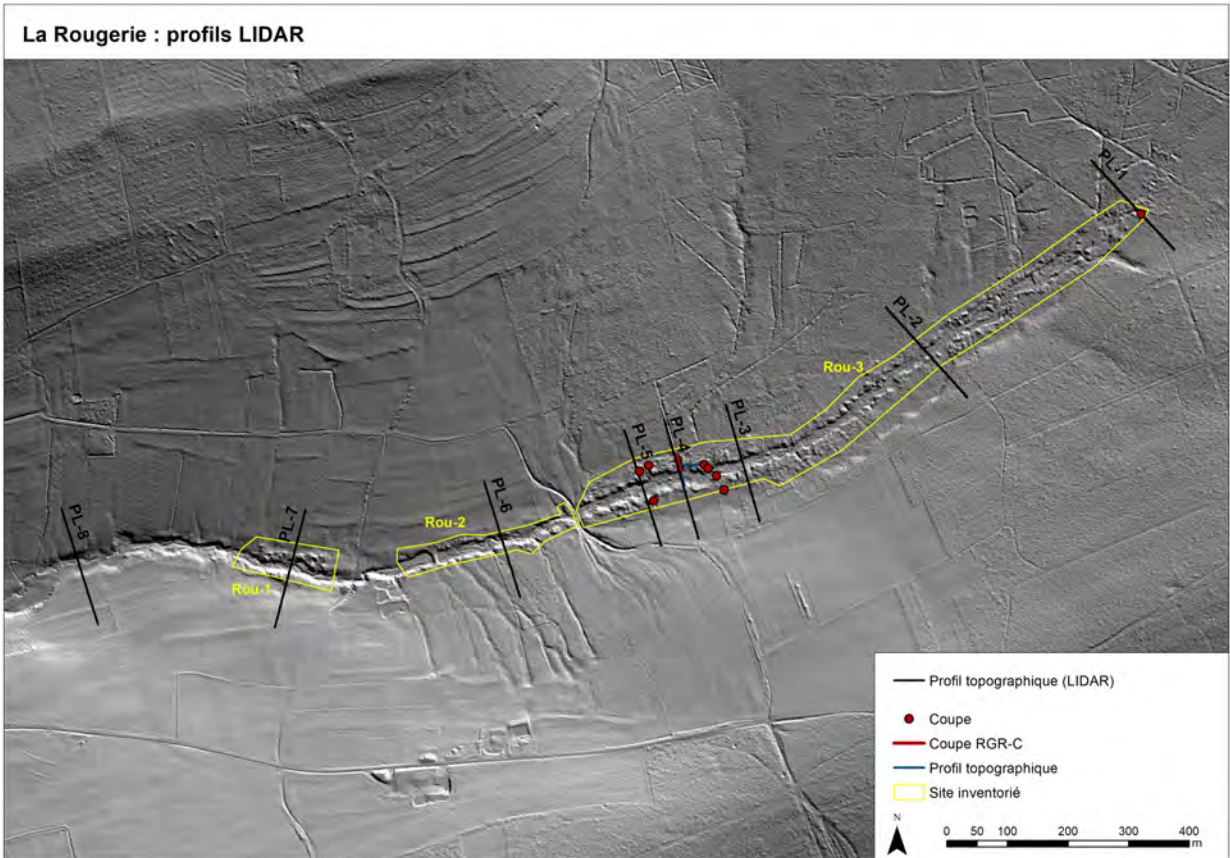 La Rougerie : profils LIDAR
PL-1
PL-2
Rou-3
PL-3
PL-4
PL-5
PL-6
Rou-2
PL-7
PL-8
Rou-1
Profil topographique (LIDAR)
Coupe
Coupe RGR-C
Profil topographique
Site inventorié
N
0 50 100 200 300 400
m